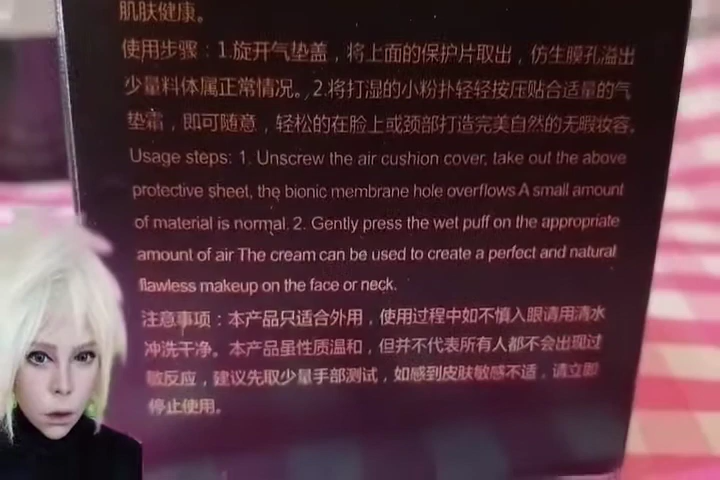 肌肤健康。
使用步骤：1.旋开气垫盖，将上面的保护片取出，仿生膜孔溢出
少量料体属正常情况。2.将打湿的小粉扑轻轻按压贴合适量的气
垫霜，即可随意，轻松的在脸上或颈部打造完美自然的无暇妆容。
Usage steps: 1. Unscrew the air cushion cover, take out the above
protective sheet, the bionic membrane hole overflows A small amount
of material is normal. 2. Gently press the wet puff on the appropriate
amount of air The cream can be used to create a perfect and natural
flawless makeup on the face or neck.
注意事项：本产品只适合外用，使用过程中如不慎入眼请用清水
冲洗干净。本产品虽性质温和，但并不代表所有人都不会出现过
敏反应，建议先取少量手部测试，如感到皮肤敏感不适，请立即
停止使用。